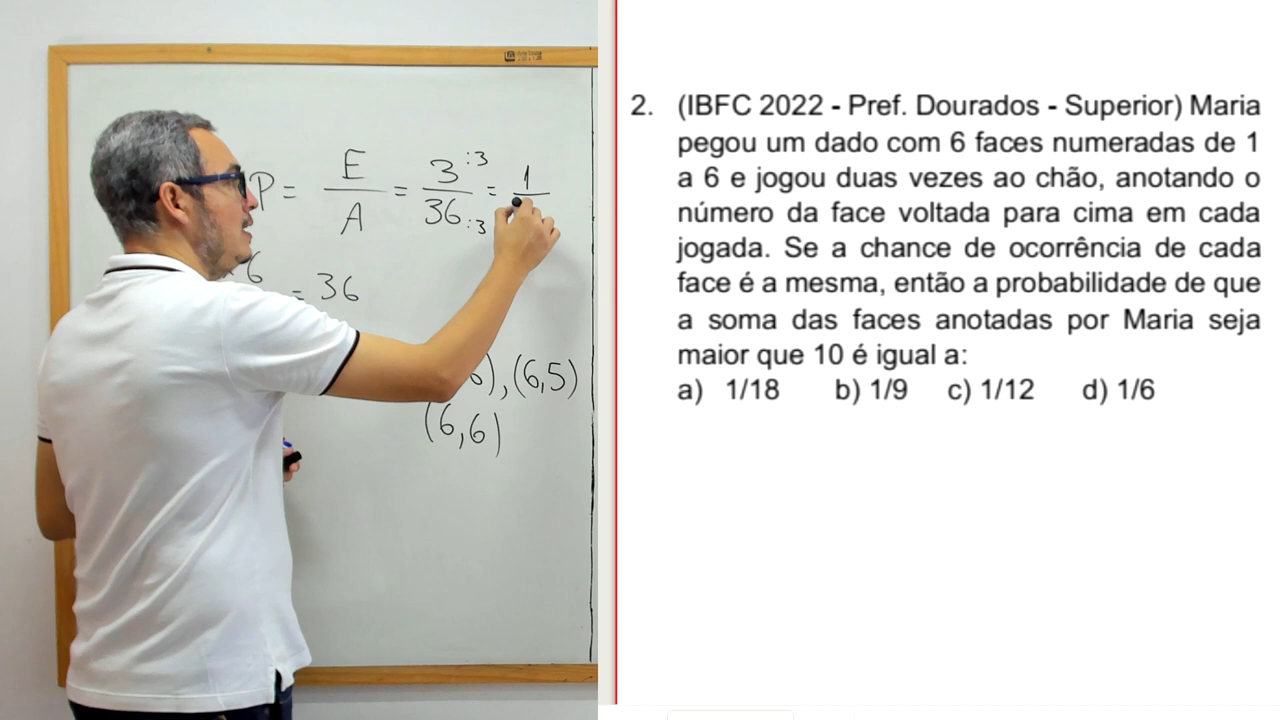 P = E/A = 3/36 :3 :3 = 1
6
= 36
6), (6,5)
(6,6)
2. (IBFC 2022 - Pref. Dourados - Superior) Maria
pegou um dado com 6 faces numeradas de 1
a 6 e jogou duas vezes ao chão, anotando o
número da face voltada para cima em cada
jogada. Se a chance de ocorrência de cada
face é a mesma, então a probabilidade de que
a soma das faces anotadas por Maria seja
maior que 10 é igual a:
a) 1/18 b) 1/9 c) 1/12 d) 1/6